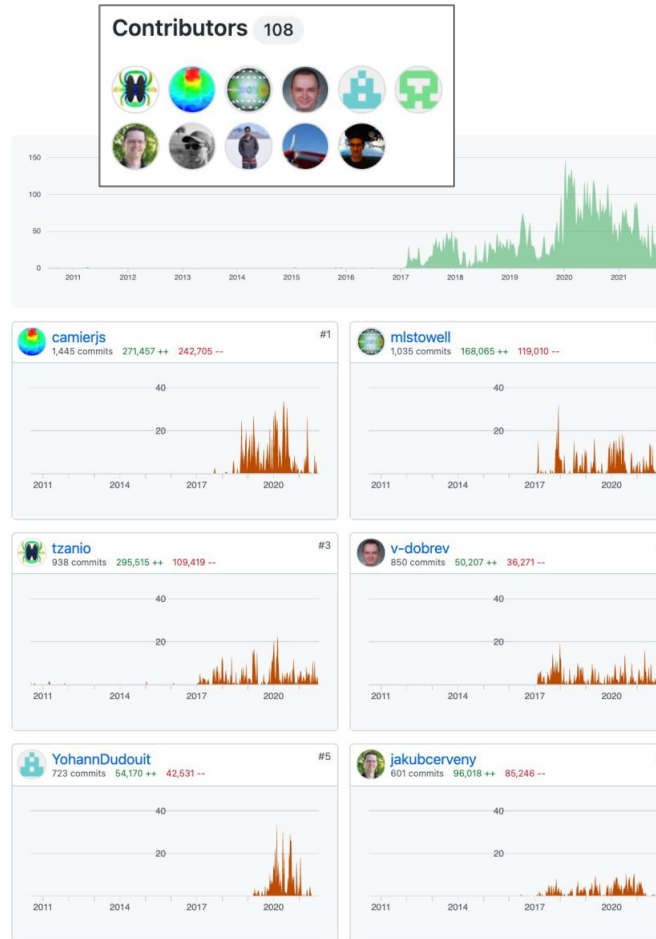 Contributors 108
150
100
50
0
2011 2012 2013 2014 2015 2016 2017 2018 2019 2020 2021
camierjs #1
1,445 commits 271,457 ++ 242,705 --
40
20
2011 2014 2017 2020
mlstowell
1,035 commits 168,065 ++ 119,010 --
40
20
2011 2014 2017 2020
tzanio #3
938 commits 295,515 ++ 109,419 --
40
20
2011 2014 2017 2020
v-dobrev
850 commits 50,207 ++ 36,271 --
40
20
2011 2014 2017 2020
YohannDudouit #5
723 commits 54,170 ++ 42,531 --
40
20
2011 2014 2017 2020
jakubcerveny
601 commits 96,018 ++ 85,246 --
40
20
2011 2014 2017 2020